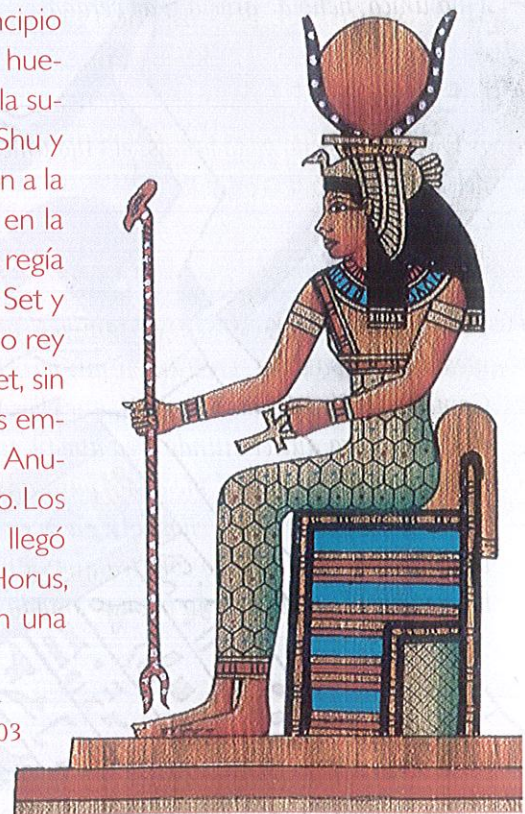 ncipio
hue-
la su-
Shu y
n a la
en la
regía
Set y
o rey
et, sin
s em-
Anu-
o. Los
llegó
Horus,
n una
03